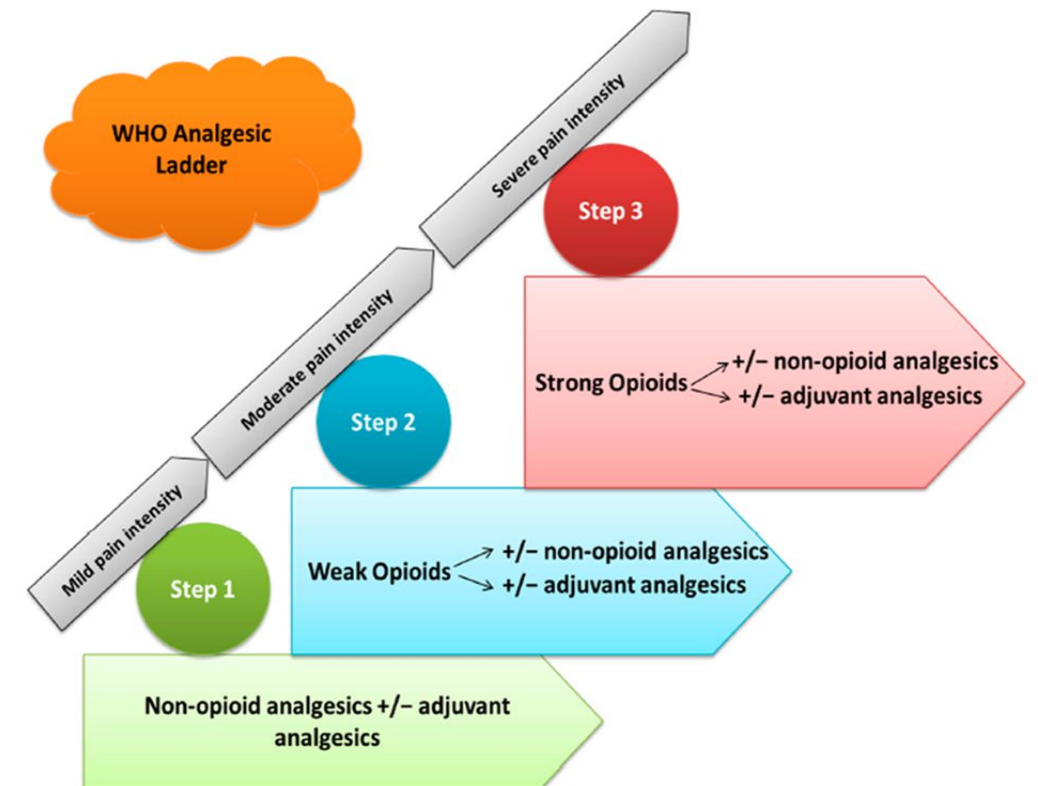 WHO Analgesic
Ladder
Severe pain intensity
Step 3
Moderate pain intensity
Strong Opioids
+/− non-opioid analgesics
+/− adjuvant analgesics
Step 2
Mild pain intensity
Weak Opioids
+/− non-opioid analgesics
+/− adjuvant analgesics
Step 1
Non-opioid analgesics +/− adjuvant
analgesics